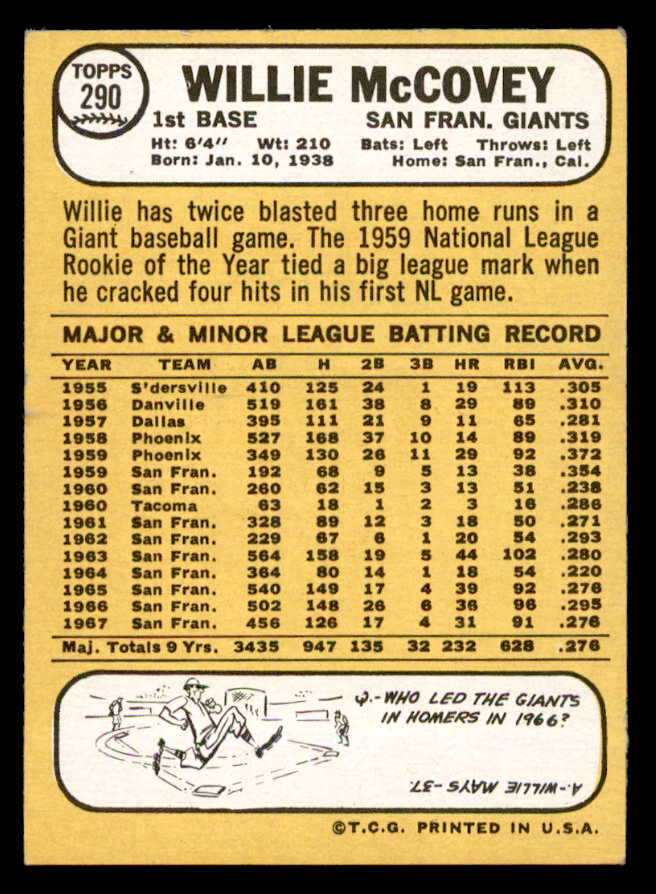 TOPPS
290
WILLIE McCOVEY
1st BASE SAN FRAN. GIANTS
Ht: 6'4" Wt: 210 Bats: Left Throws: Left
Born: Jan. 10, 1938 Home: San Fran., Cal.
Willie has twice blasted three home runs in a
Giant baseball game. The 1959 National League
Rookie of the Year tied a big league mark when
he cracked four hits in his first NL game.
MAJOR & MINOR LEAGUE BATTING RECORD
YEAR TEAM AB H 2B 3B HR RBI AVG.
1955 S'dersville 410 125 24 1 19 113 .305
1956 Danville 519 161 38 8 29 89 .310
1957 Dallas 395 111 21 9 11 65 .281
1958 Phoenix 527 168 37 10 14 89 .319
1959 Phoenix 349 130 26 11 29 92 .372
1959 San Fran. 192 68 9 5 13 38 .354
1960 San Fran. 260 62 15 3 13 51 .238
1960 Tacoma 63 18 1 2 3 16 .286
1961 San Fran. 328 89 12 3 18 50 .271
1962 San Fran. 229 67 6 1 20 54 .293
1963 San Fran. 564 158 19 5 44 102 .280
1964 San Fran. 364 80 14 1 18 54 .220
1965 San Fran. 540 149 17 4 39 92 .276
1966 San Fran. 502 148 26 6 36 96 .295
1967 San Fran. 456 126 17 4 31 91 .276
Maj. Totals 9 Yrs. 3435 947 135 32 232 628 .276
Q.-WHO LED THE GIANTS
IN HOMERS IN 1966?
A.-WILLIE MAYS-37.
©T.C.G. PRINTED IN U.S.A.